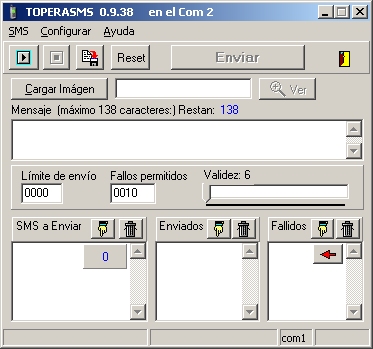 TOPERASMS 0.9.38 en el Com 2
SMS Configurar Ayuda
Reset Enviar
Cargar Imágen Ver
Mensaje (máximo 138 caracteres:) Restan: 138
Límite de envío Fallos permitidos Validez: 6
0000 0010
SMS a Enviar Enviados Fallidos
0
com1